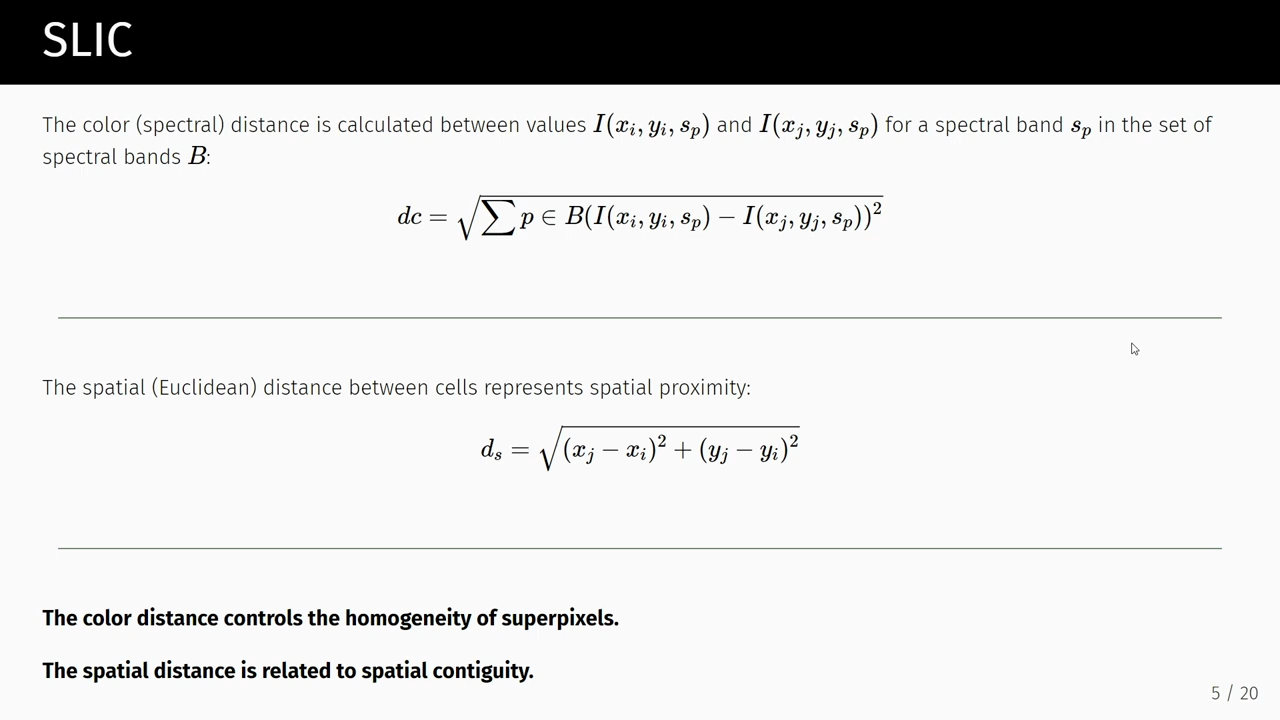 SLIC
The color (spectral) distance is calculated between values I(x_i, y_i, s_p) and I(x_j, y_j, s_p) for a spectral band s_p in the set of
spectral bands B:
dc = √(∑ p ∈ B(I(x_i, y_i, s_p) − I(x_j, y_j, s_p))²)
The spatial (Euclidean) distance between cells represents spatial proximity:
d_s = √((x_j − x_i)² + (y_j − y_i)²)
The color distance controls the homogeneity of superpixels.
The spatial distance is related to spatial contiguity.
5 / 20